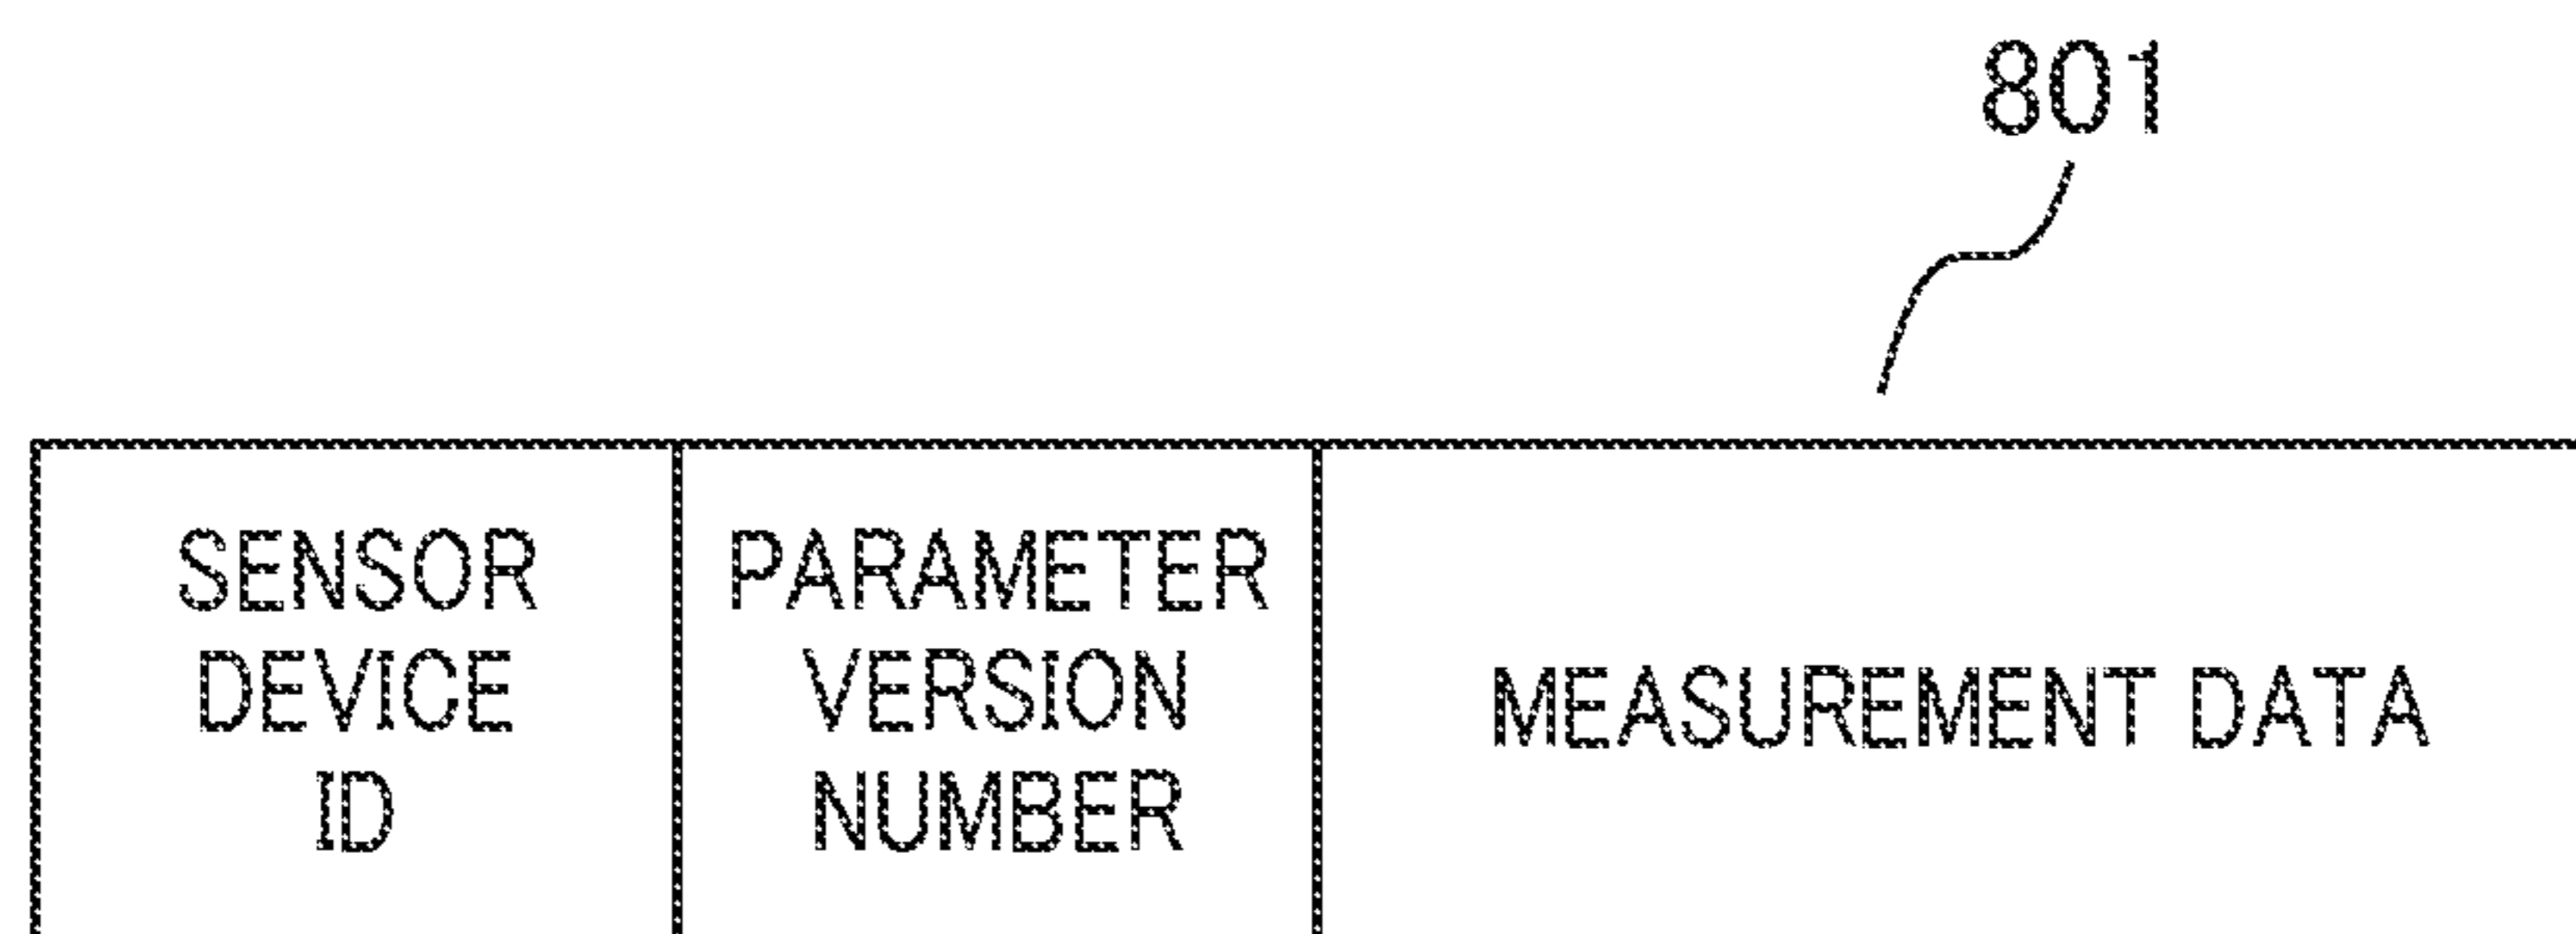 801
SENSOR
DEVICE
ID
PARAMETER
VERSION
NUMBER
MEASUREMENT DATA